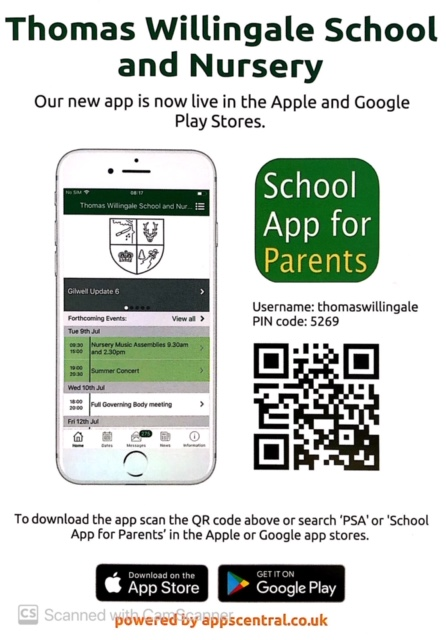 Thomas Willingale School
and Nursery
Our new app is now live in the Apple and Google
Play Stores.
No SIM
08:17
Thomas Willingale School and Nur...
Gilwell Update 6
Forthcoming Events:
View all
Tue 9th Jul
09:30
15:00
Nursery Music Assemblies 9.30am
and 2.30pm
18:00
20:00
Summer Concert
Wed 10th Jul
18:00
20:00
Full Governing Body meeting
Fri 12th Jul
Home
Dates
Messages
News
Information
School
App for
Parents
Username: thomaswillingale
PIN code: 5269
To download the app scan the QR code above or search 'PSA' or 'School
App for Parents' in the Apple or Google app stores.
Download on the
App Store
GET IT ON
Google Play
CS Scanned with CamScanner
powered by appscentral.co.uk